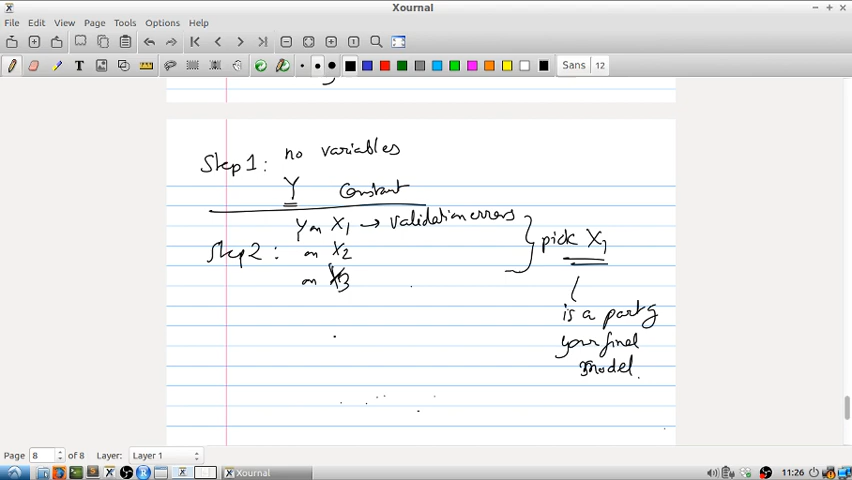 Xournal
File Edit View Page Tools Options Help
Sans 12
Step 1: no variables
Y Constant
Y on X1 → validation errors
Step 2: on X2
on X3
pick X1
is a part of
your final
model.
Page 8 of 8 Layer: Layer 1
Xournal 11:26